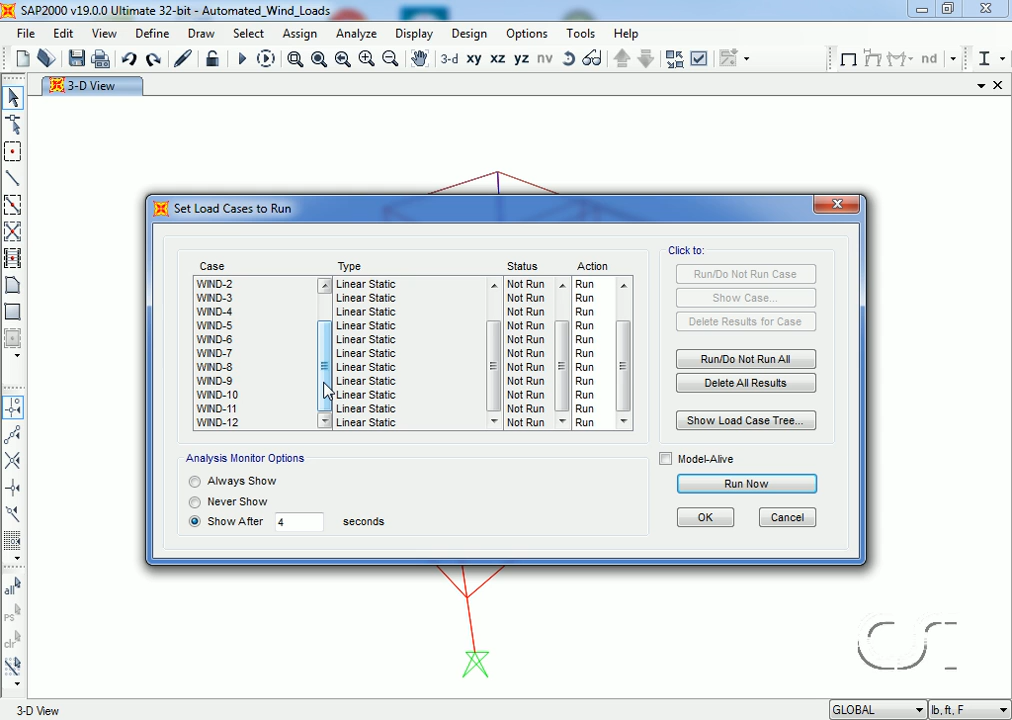 SAP2000 v19.0.0 Ultimate 32-bit - Automated_Wind_Loads
File Edit View Define Draw Select Assign Analyze Display Design Options Tools Help
3-d xy xz yz nv nd
3-D View
Set Load Cases to Run
Click to:
Case Type Status Action
WIND-2 Linear Static Not Run Run
WIND-3 Linear Static Not Run Run
WIND-4 Linear Static Not Run Run
WIND-5 Linear Static Not Run Run
WIND-6 Linear Static Not Run Run
WIND-7 Linear Static Not Run Run
WIND-8 Linear Static Not Run Run
WIND-9 Linear Static Not Run Run
WIND-10 Linear Static Not Run Run
WIND-11 Linear Static Not Run Run
WIND-12 Linear Static Not Run Run
Run/Do Not Run Case
Show Case...
Delete Results for Case
Run/Do Not Run All
Delete All Results
Show Load Case Tree...
Analysis Monitor Options
Always Show
Never Show
Show After 4 seconds
Model-Alive
Run Now
OK Cancel
all
PS
clr
CSI
3-D View GLOBAL lb, ft, F